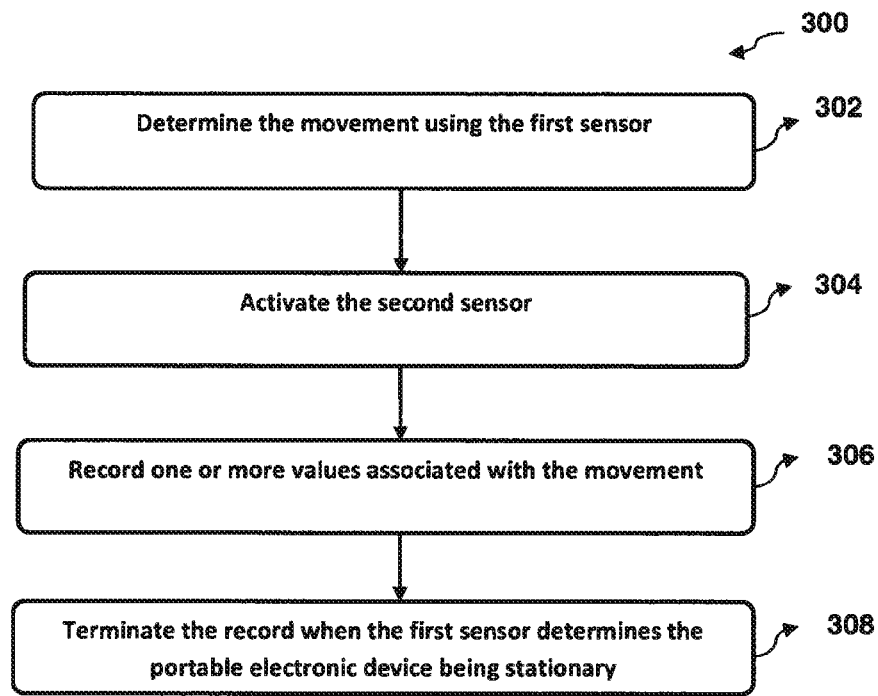 300
Determine the movement using the first sensor
302
Activate the second sensor
304
Record one or more values associated with the movement
306
Terminate the record when the first sensor determines the
portable electronic device being stationary
308